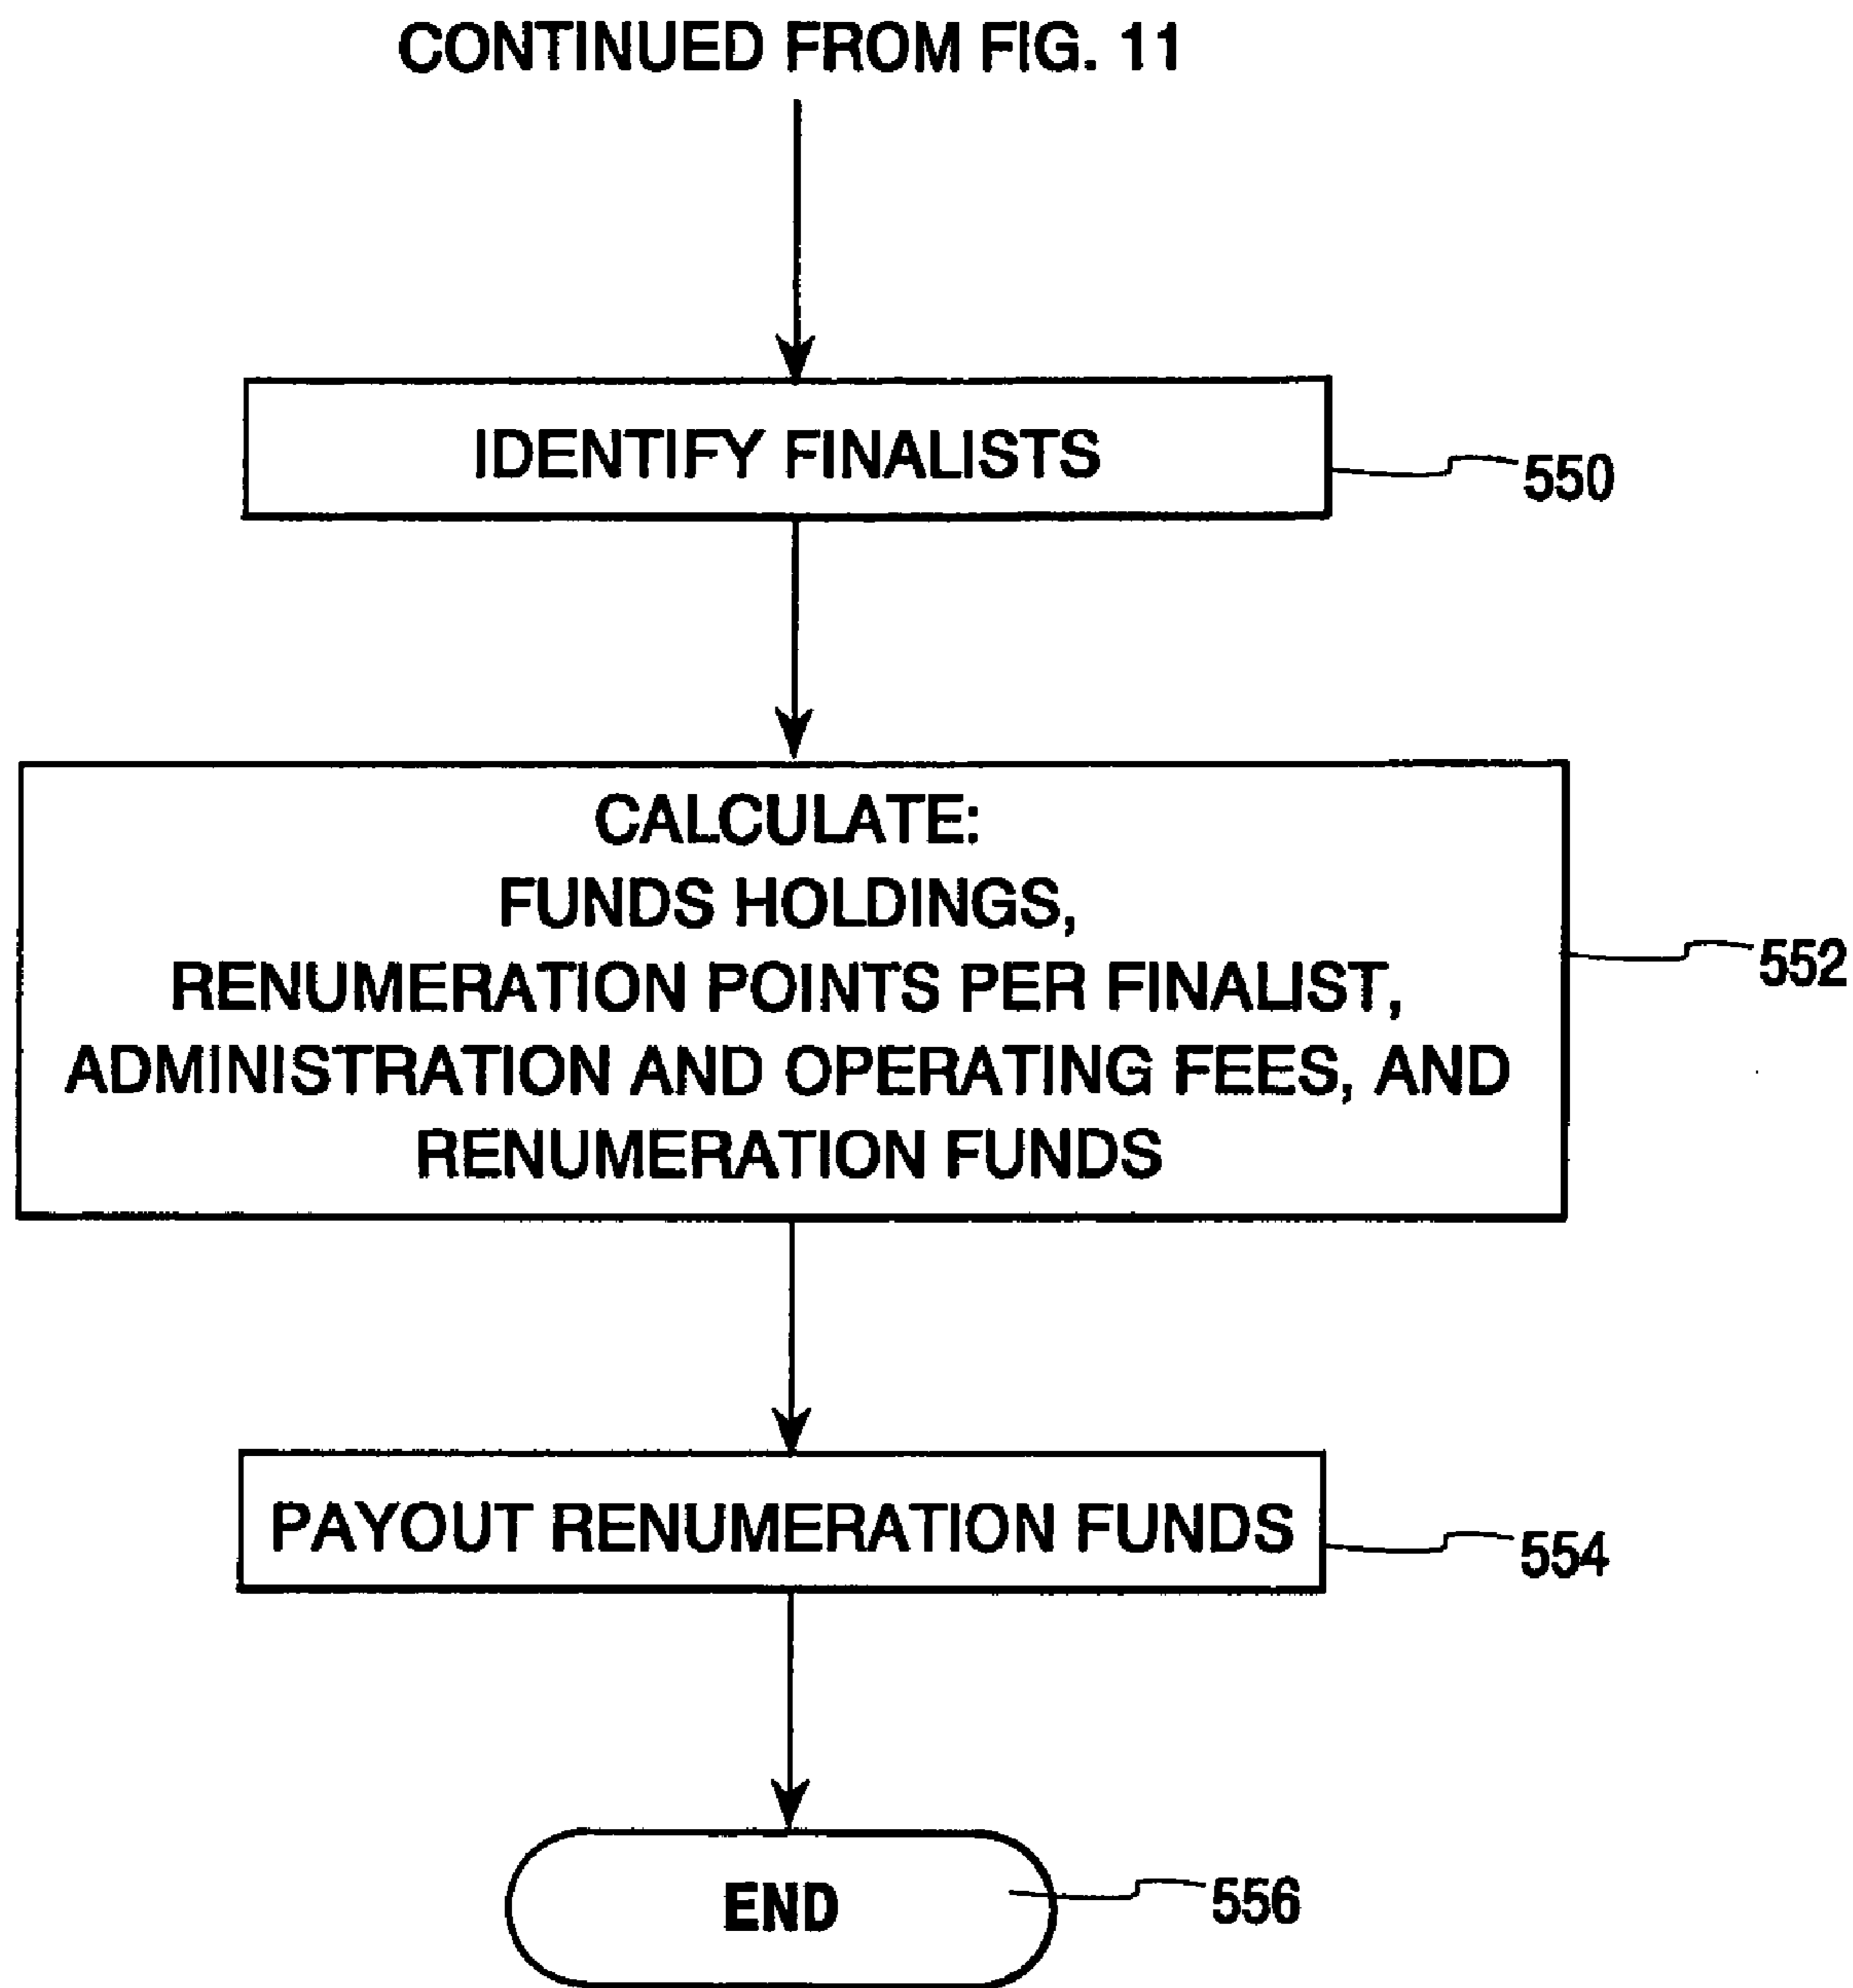 CONTINUED FROM FIG. 11
IDENTIFY FINALISTS
550
CALCULATE:
FUNDS HOLDINGS,
RENUMERATION POINTS PER FINALIST,
ADMINISTRATION AND OPERATING FEES, AND
RENUMERATION FUNDS
552
PAYOUT RENUMERATION FUNDS
554
END
556